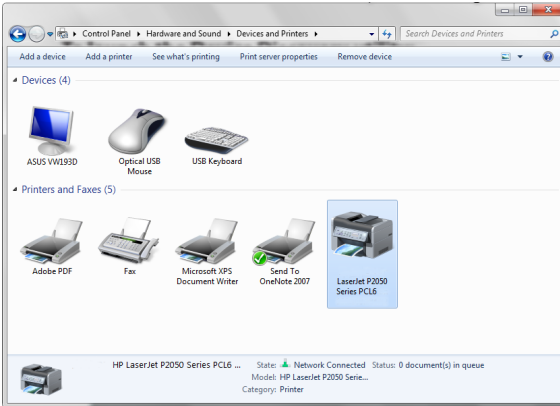 Control Panel ▸ Hardware and Sound ▸ Devices and Printers ▸
Search Devices and Printers
Add a device Add a printer See what's printing Print server properties Remove device
Devices (4)
ASUS VW193D
Optical USB
Mouse
USB Keyboard
Printers and Faxes (5)
Adobe PDF
Fax
Microsoft XPS
Document Writer
Send To
OneNote 2007
LaserJet P2050
Series PCL6
HP LaserJet P2050 Series PCL6 ... State: Network Connected Status: 0 document(s) in queue
Model: HP LaserJet P2050 Serie...
Category: Printer